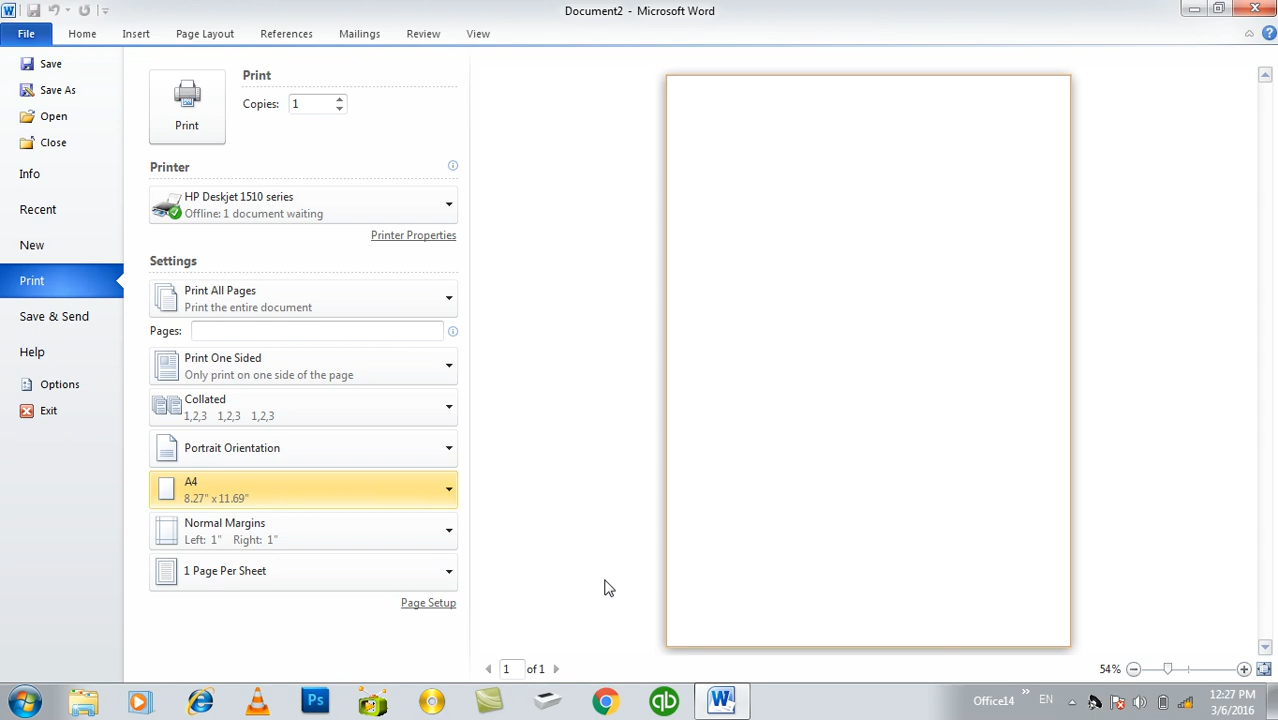 Document2 - Microsoft Word
File Home Insert Page Layout References Mailings Review View
Save
Save As
Open
Close
Info
Recent
New
Print
Save & Send
Help
Options
Exit
Print
Print
Copies: 1
Printer
HP Deskjet 1510 series
Offline: 1 document waiting
Printer Properties
Settings
Print All Pages
Print the entire document
Pages:
Print One Sided
Only print on one side of the page
Collated
1,2,3 1,2,3 1,2,3
Portrait Orientation
A4
8.27" x 11.69"
Normal Margins
Left: 1" Right: 1"
1 Page Per Sheet
Page Setup
1 of 1
54%
Ps
qb
W
Office14 » EN
12:27 PM
3/6/2016